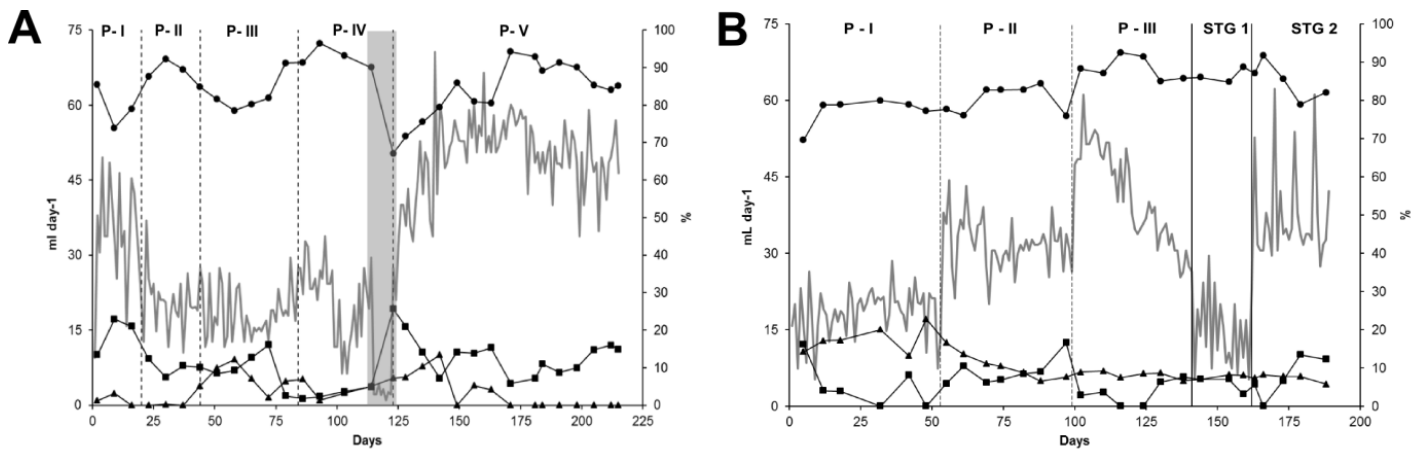 A
P - I P - II P - III P - IV P - V
75 100
90
60 80
70
45 60
ml day-1 50 %
30 40
30
15 20
10
0 0
0 25 50 75 100 125 150 175 200 225
Days
B
P - I P - II P - III STG 1 STG 2
75 100
90
60 80
70
45 60
mL day-1 50 %
30 40
30
15 20
10
0 0
0 25 50 75 100 125 150 175 200
Days